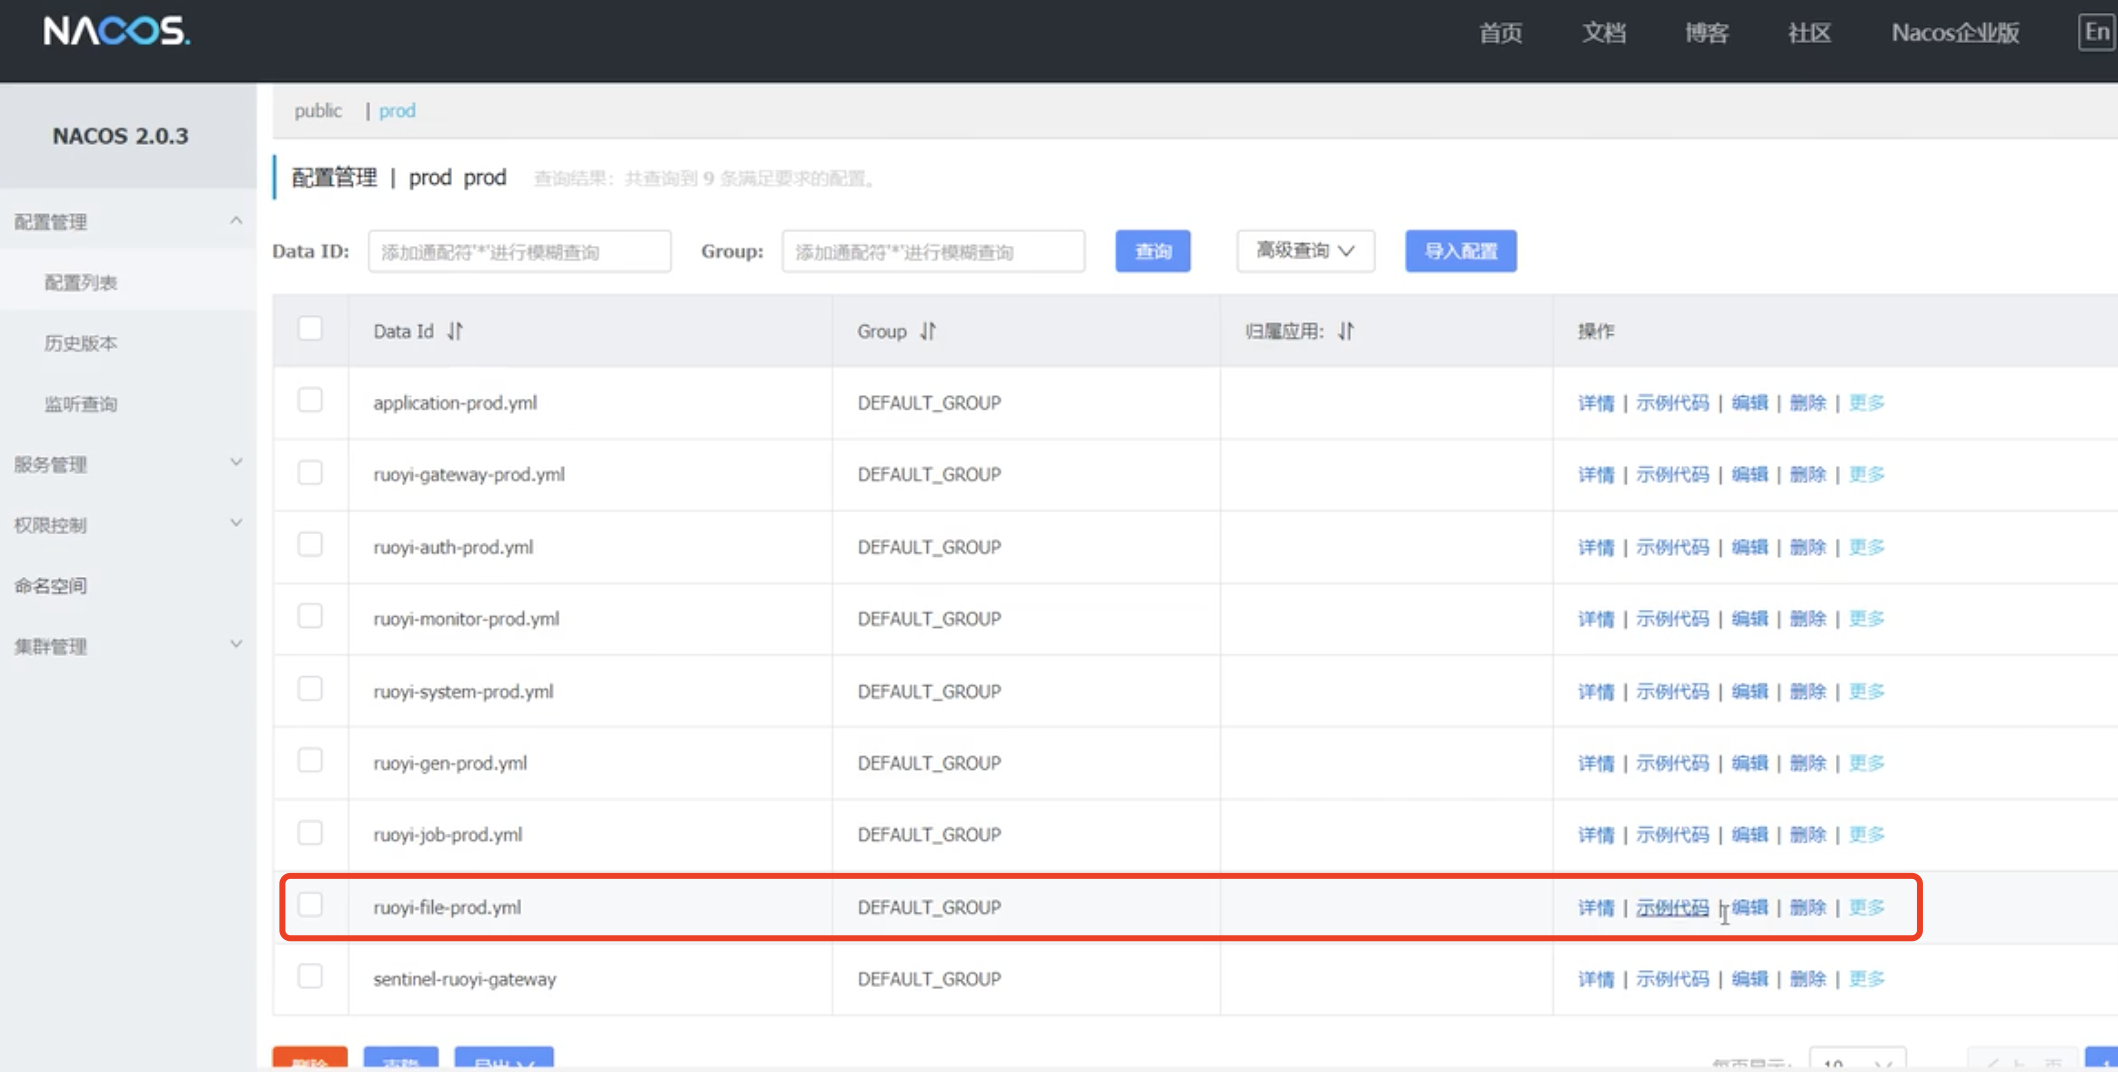 NACOS.
首页 文档 博客 社区 Nacos企业版 En
NACOS 2.0.3
配置管理
配置列表
历史版本
监听查询
服务管理
权限控制
命名空间
集群管理
public | prod
配置管理 | prod prod 查询结果：共查询到 9 条满足要求的配置。
Data ID: 添加通配符'*'进行模糊查询 Group: 添加通配符'*'进行模糊查询 查询 高级查询 导入配置
Data Id Group 归属应用: 操作
application-prod.yml DEFAULT_GROUP 详情 | 示例代码 | 编辑 | 删除 | 更多
ruoyi-gateway-prod.yml DEFAULT_GROUP 详情 | 示例代码 | 编辑 | 删除 | 更多
ruoyi-auth-prod.yml DEFAULT_GROUP 详情 | 示例代码 | 编辑 | 删除 | 更多
ruoyi-monitor-prod.yml DEFAULT_GROUP 详情 | 示例代码 | 编辑 | 删除 | 更多
ruoyi-system-prod.yml DEFAULT_GROUP 详情 | 示例代码 | 编辑 | 删除 | 更多
ruoyi-gen-prod.yml DEFAULT_GROUP 详情 | 示例代码 | 编辑 | 删除 | 更多
ruoyi-job-prod.yml DEFAULT_GROUP 详情 | 示例代码 | 编辑 | 删除 | 更多
ruoyi-file-prod.yml DEFAULT_GROUP 详情 | 示例代码 | 编辑 | 删除 | 更多
sentinel-ruoyi-gateway DEFAULT_GROUP 详情 | 示例代码 | 编辑 | 删除 | 更多